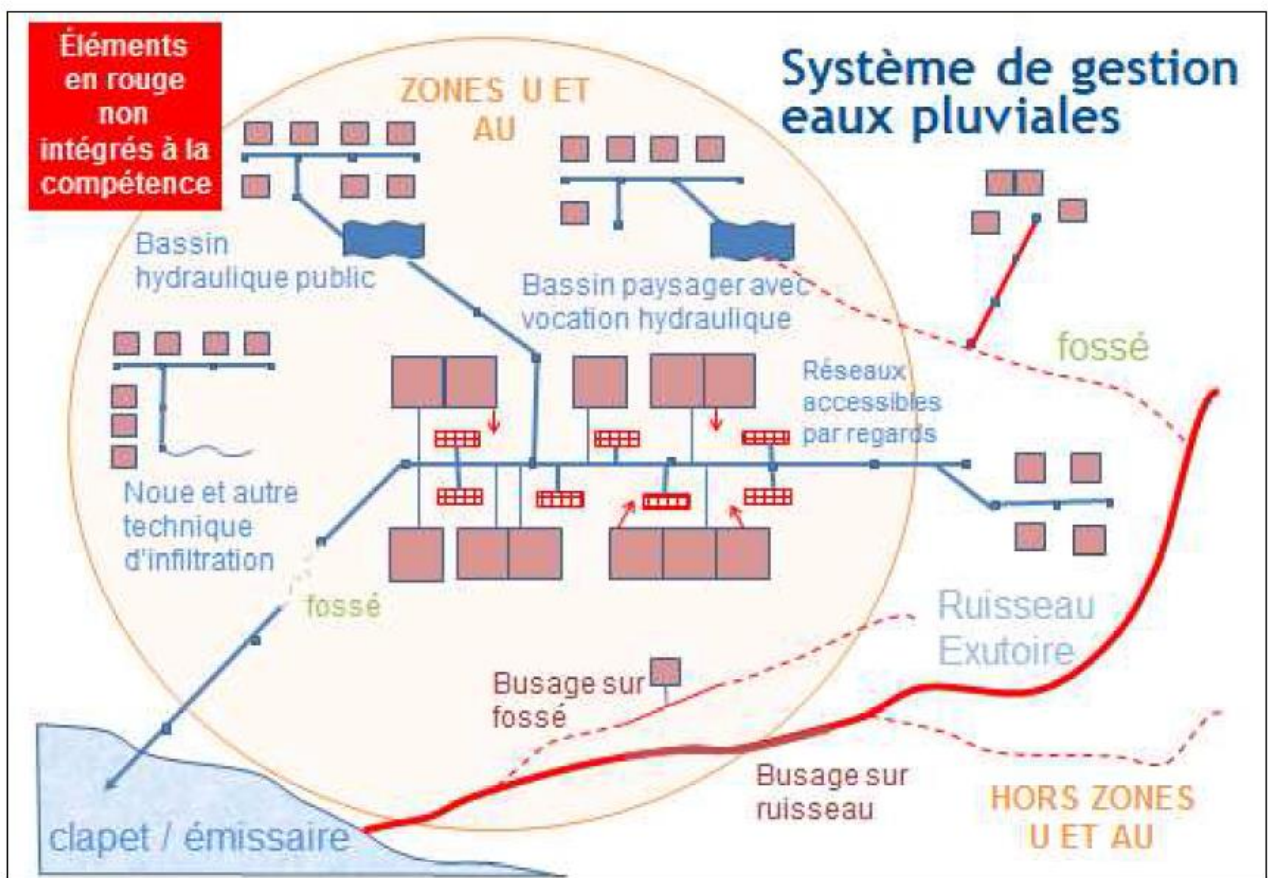 Éléments
en rouge
non
intégrés à la
compétence
ZONES U ET
AU
Système de gestion
eaux pluviales
Bassin
hydraulique public
Bassin paysager avec
vocation hydraulique
fossé
Réseaux
accessibles
par regards
Noue et autre
technique
d'infiltration
fossé
Ruisseau
Exutoire
Busage sur
fossé
Busage sur
ruisseau
HORS ZONES
U ET AU
clapet / émissaire